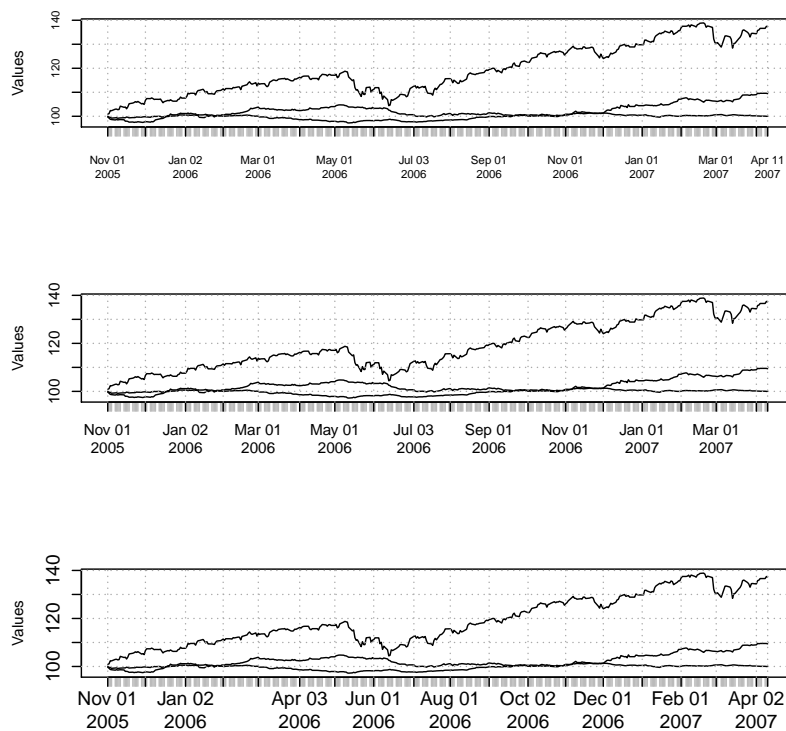 140
120
100
Values
Nov 01 Jan 02 Mar 01 May 01 Jul 03 Sep 01 Nov 01 Jan 01 Mar 01 Apr 11
2005 2006 2006 2006 2006 2006 2006 2007 2007 2007
140
120
100
Values
Nov 01 Jan 02 Mar 01 May 01 Jul 03 Sep 01 Nov 01 Jan 01 Mar 01
2005 2006 2006 2006 2006 2006 2006 2007 2007
140
120
100
Values
Nov 01 Jan 02 Apr 03 Jun 01 Aug 01 Oct 02 Dec 01 Feb 01 Apr 02
2005 2006 2006 2006 2006 2006 2006 2007 2007